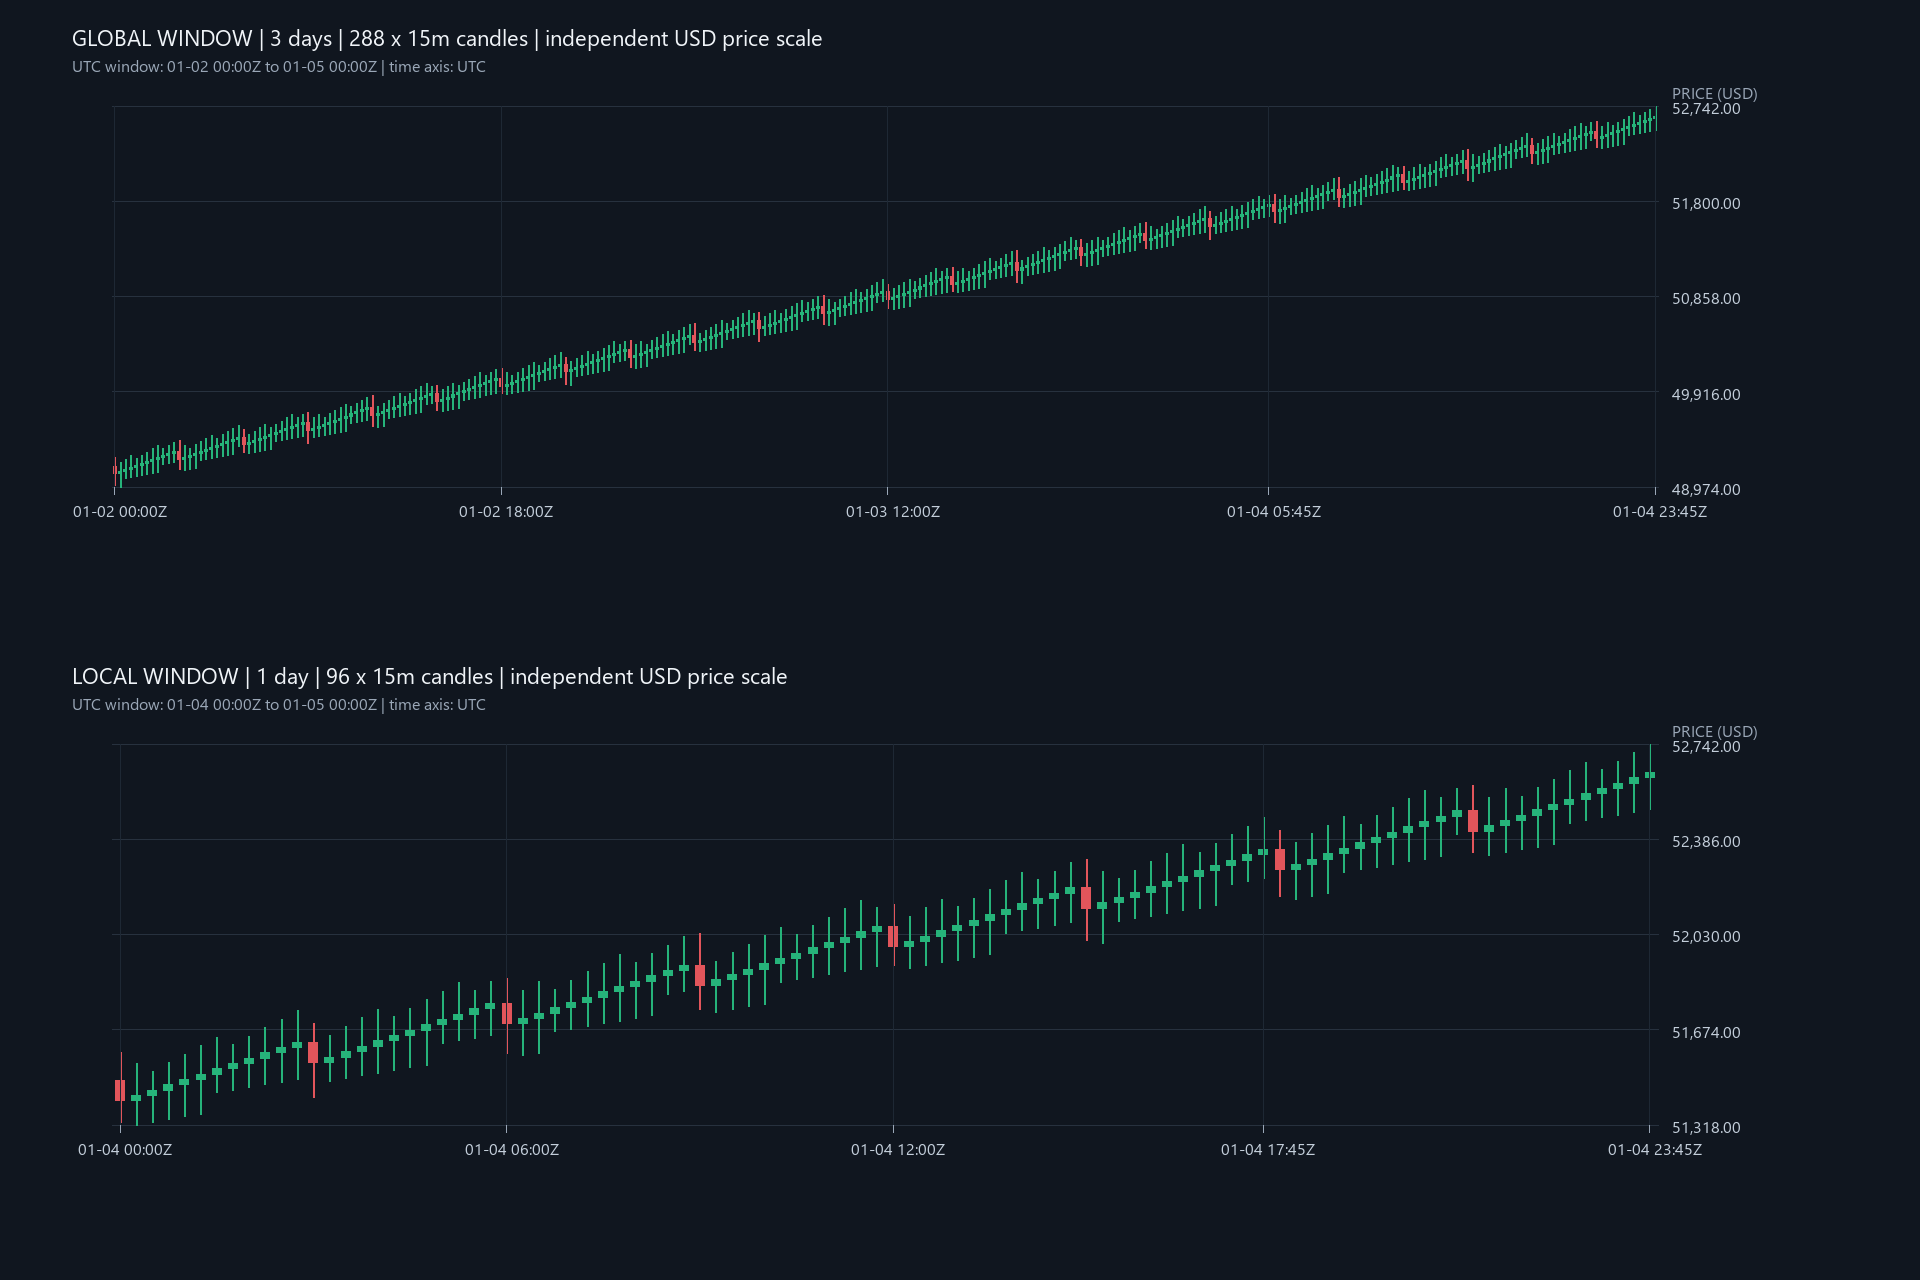 GLOBAL WINDOW | 3 days | 288 x 15m candles | independent USD price scale
UTC window: 01-02 00:00Z to 01-05 00:00Z | time axis: UTC
PRICE (USD)
52,742.00
51,800.00
50,858.00
49,916.00
48,974.00
01-02 00:00Z
01-02 18:00Z
01-03 12:00Z
01-04 05:45Z
01-04 23:45Z
LOCAL WINDOW | 1 day | 96 x 15m candles | independent USD price scale
UTC window: 01-04 00:00Z to 01-05 00:00Z | time axis: UTC
PRICE (USD)
52,742.00
52,386.00
52,030.00
51,674.00
51,318.00
01-04 00:00Z
01-04 06:00Z
01-04 12:00Z
01-04 17:45Z
01-04 23:45Z